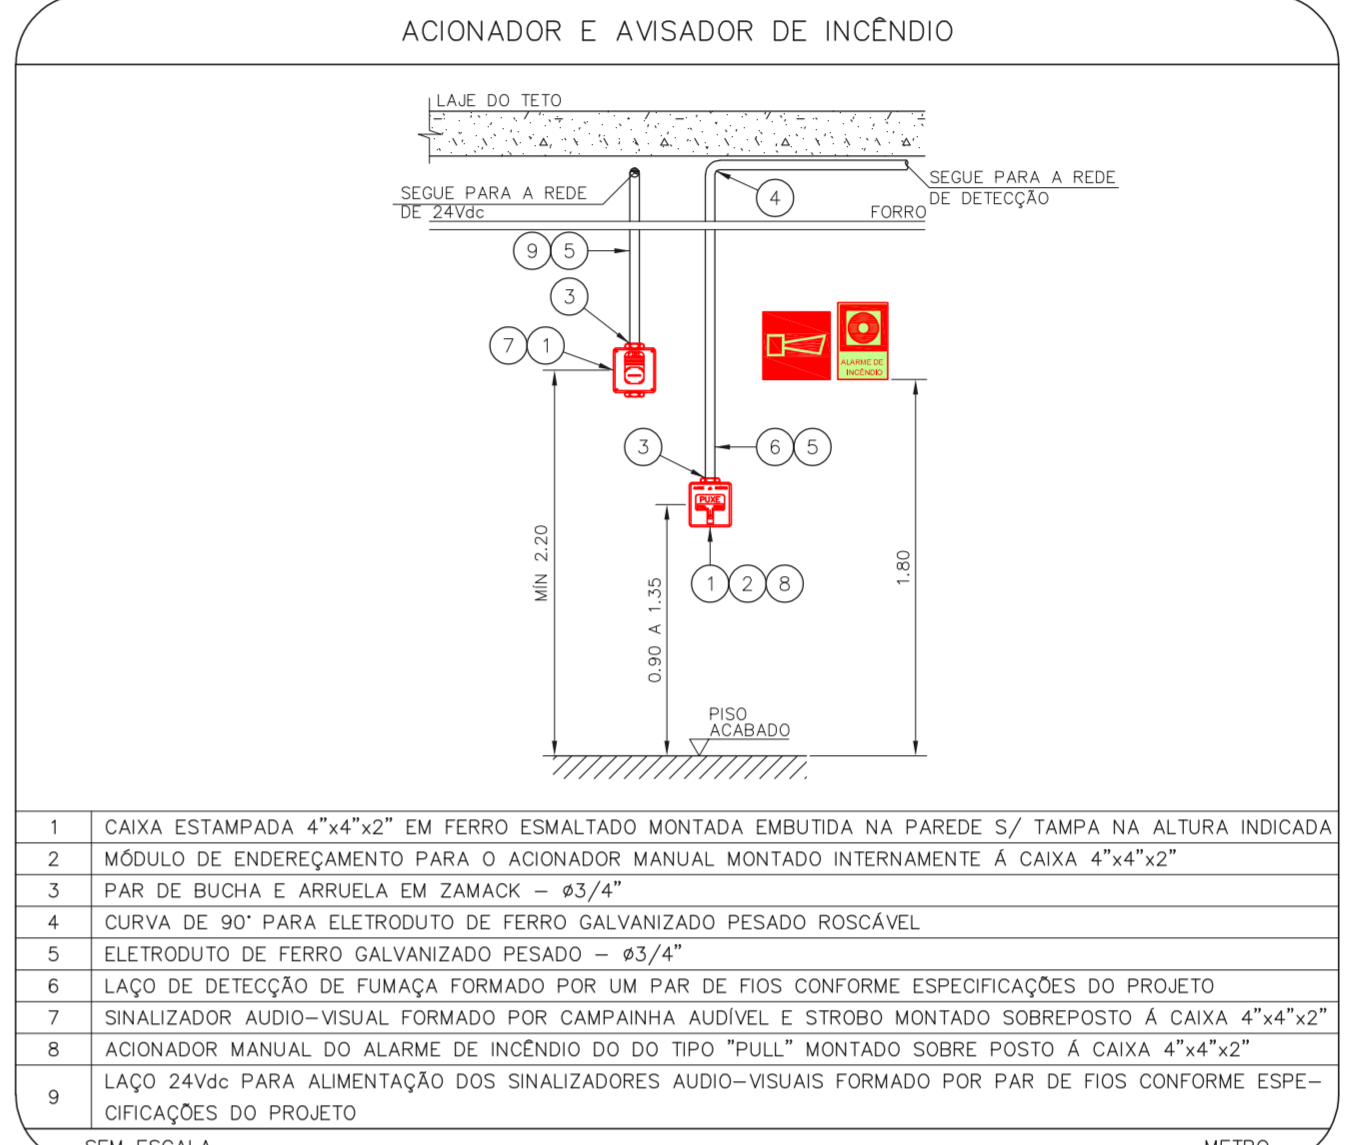 ACIONADOR E AVISADOR DE INCÊNDIO
LAJE DO TETO
SEGUE PARA A REDE
DE 24Vdc
4
SEGUE PARA A REDE
DE DETECÇÃO
FORRO
9 5
3
7 1
ALARME DE
INCÊNDIO
3
6 5
PUXE
1 2 8
MÍN 2.20
0.90 A 1.35
1.80
PISO
ACABADO
1 CAIXA ESTAMPADA 4"x4"x2" EM FERRO ESMALTADO MONTADA EMBUTIDA NA PAREDE S/ TAMPA NA ALTURA INDICADA
2 MÓDULO DE ENDEREÇAMENTO PARA O ACIONADOR MANUAL MONTADO INTERNAMENTE Á CAIXA 4"x4"x2"
3 PAR DE BUCHA E ARRUELA EM ZAMACK – ø3/4"
4 CURVA DE 90° PARA ELETRODUTO DE FERRO GALVANIZADO PESADO ROSCÁVEL
5 ELETRODUTO DE FERRO GALVANIZADO PESADO – ø3/4"
6 LAÇO DE DETECÇÃO DE FUMAÇA FORMADO POR UM PAR DE FIOS CONFORME ESPECIFICAÇÕES DO PROJETO
7 SINALIZADOR AUDIO–VISUAL FORMADO POR CAMPAINHA AUDÍVEL E STROBO MONTADO SOBREPOSTO Á CAIXA 4"x4"x2"
8 ACIONADOR MANUAL DO ALARME DE INCÊNDIO DO DO TIPO "PULL" MONTADO SOBRE POSTO Á CAIXA 4"x4"x2"
9 LAÇO 24Vdc PARA ALIMENTAÇÃO DOS SINALIZADORES AUDIO–VISUAIS FORMADO POR PAR DE FIOS CONFORME ESPE–
CIFICAÇÕES DO PROJETO
SEM ESCALA
METRO